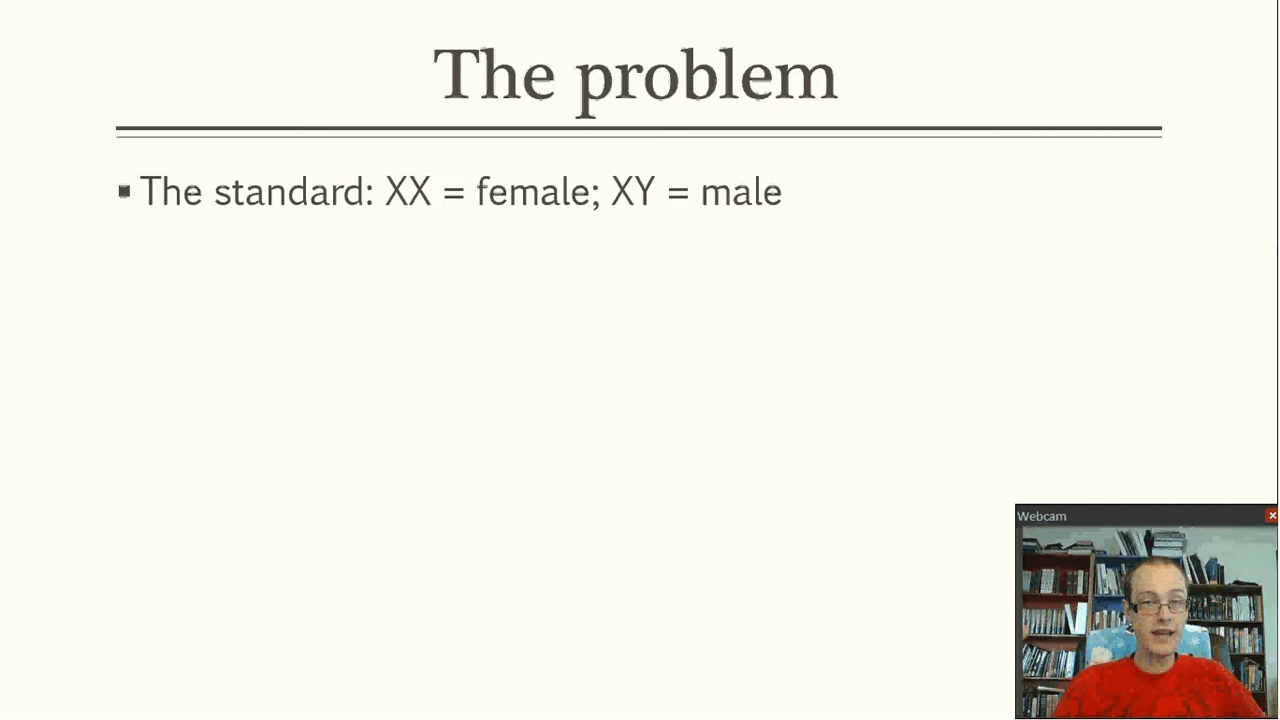 The problem
▪ The standard: XX = female; XY = male
Webcam